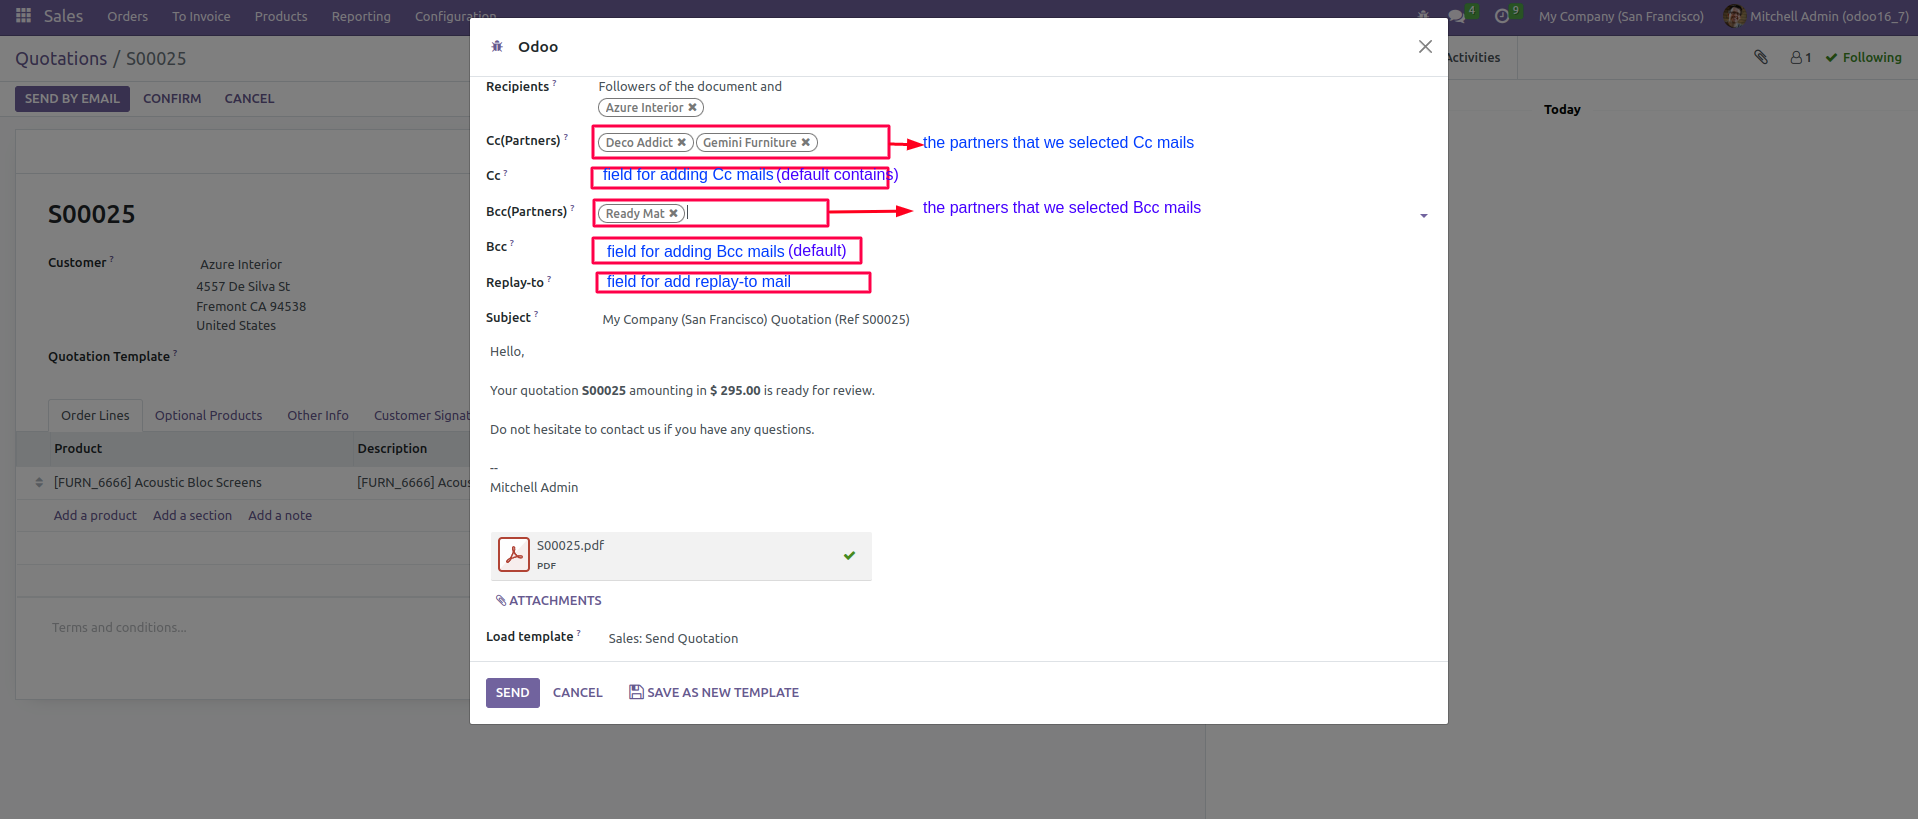 Sales Orders To Invoice Products Reporting Configuration 4 9 My Company (San Francisco) Mitchell Admin (odoo16_7)
Quotations / S00025
Activities 1 Following
SEND BY EMAIL CONFIRM CANCEL
Today
S00025
Customer ? Azure Interior
4557 De Silva St
Fremont CA 94538
United States
Quotation Template ?
Order Lines Optional Products Other Info Customer Signat
Product Description
[FURN_6666] Acoustic Bloc Screens [FURN_6666] Acous
Add a product Add a section Add a note
Terms and conditions...
Odoo
Recipients ? Followers of the document and
Azure Interior ✖
Cc(Partners) ? Deco Addict ✖ Gemini Furniture ✖ the partners that we selected Cc mails
Cc ? field for adding Cc mails (default contains)
Bcc(Partners) ? Ready Mat ✖ the partners that we selected Bcc mails
Bcc ? field for adding Bcc mails (default)
Replay-to ? field for add replay-to mail
Subject ? My Company (San Francisco) Quotation (Ref S00025)
Hello,
Your quotation S00025 amounting in $ 295.00 is ready for review.
Do not hesitate to contact us if you have any questions.
--
Mitchell Admin
S00025.pdf
PDF
ATTACHMENTS
Load template ? Sales: Send Quotation
SEND CANCEL SAVE AS NEW TEMPLATE